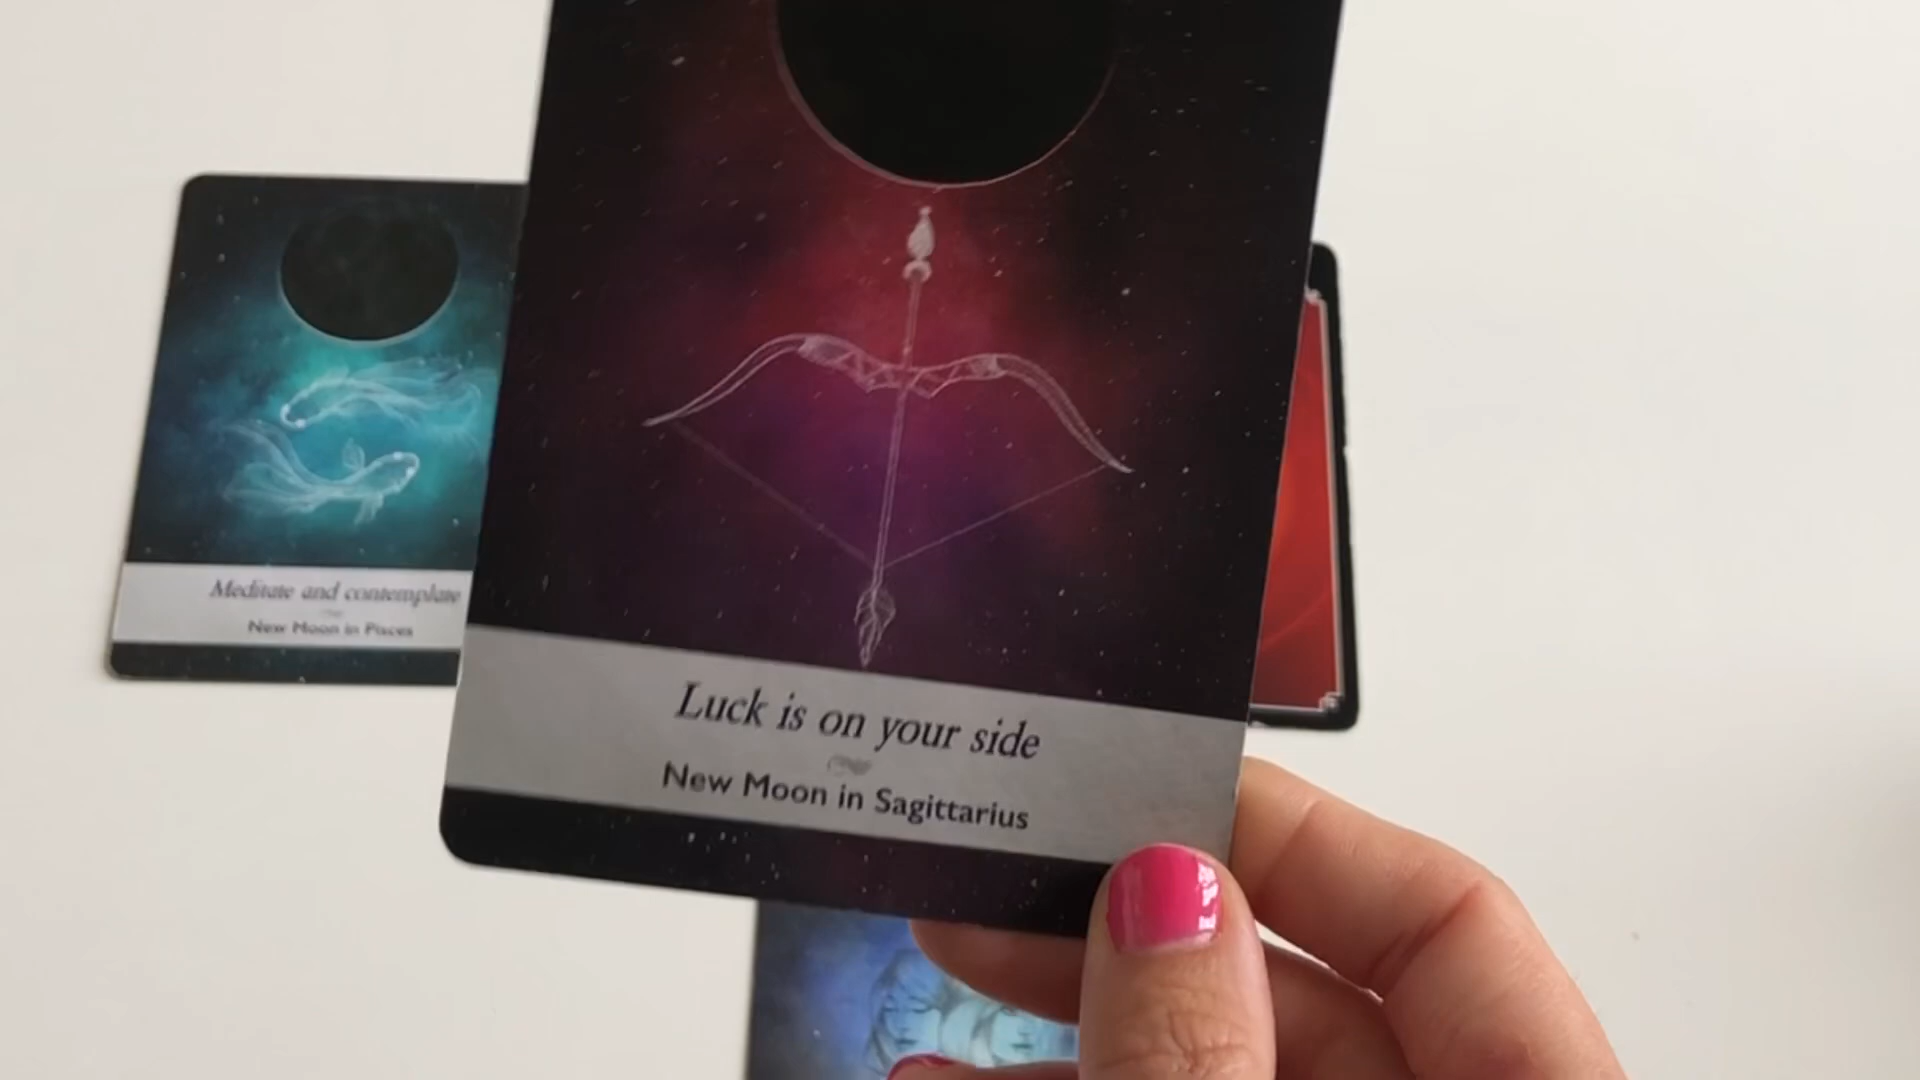 Meditate and contemplate
New Moon in Pisces
Luck is on your side
New Moon in Sagittarius